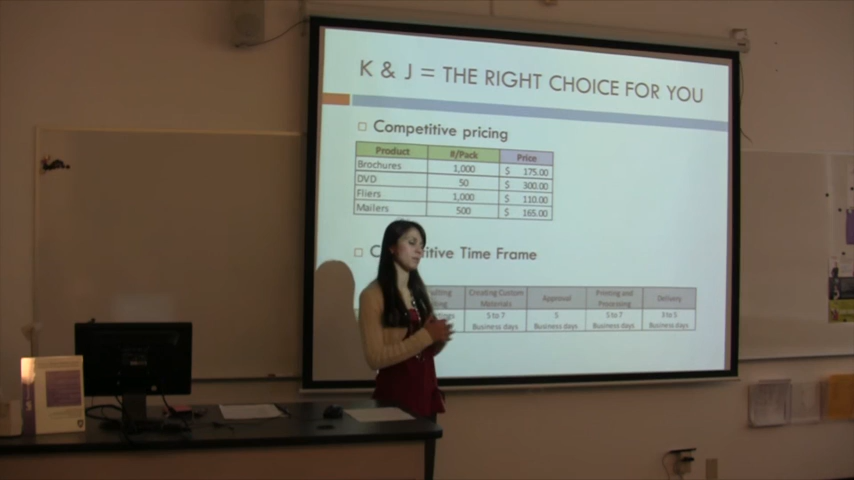 K & J = THE RIGHT CHOICE FOR YOU
Competitive pricing
Product #/Pack Price
Brochures 1,000 $ 175.00
DVD 50 $ 300.00
Fliers 1,000 $ 110.00
Mailers 500 $ 165.00
Time Frame
Creating Custom Materials Approval Printing and Processing Delivery
5 to 7 Business days 5 Business days 5 to 7 Business days 3 to 5 Business days